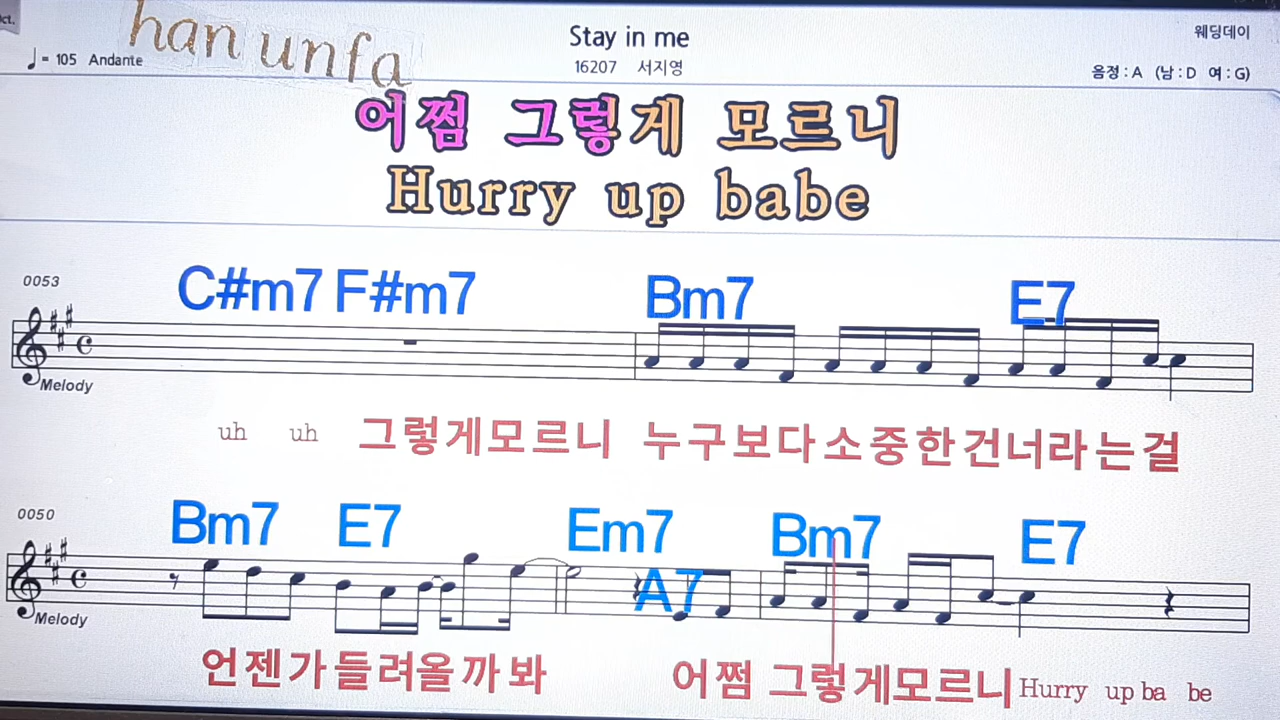 ct.
han unfa
Stay in me
웨딩데이
♩= 105 Andante
16207 서지영
음정 : A (남 : D 여 : G)
어쩜 그렇게 모르니
Hurry up babe
0053
C#m7 F#m7 Bm7 E7
Melody
uh uh 그렇게모르니 누구보다소중한건너라는걸
0050
Bm7 E7 Em7 A7 Bm7 E7
Melody
언젠가들려올까봐 어쩜 그렇게모르니 Hurry up ba be